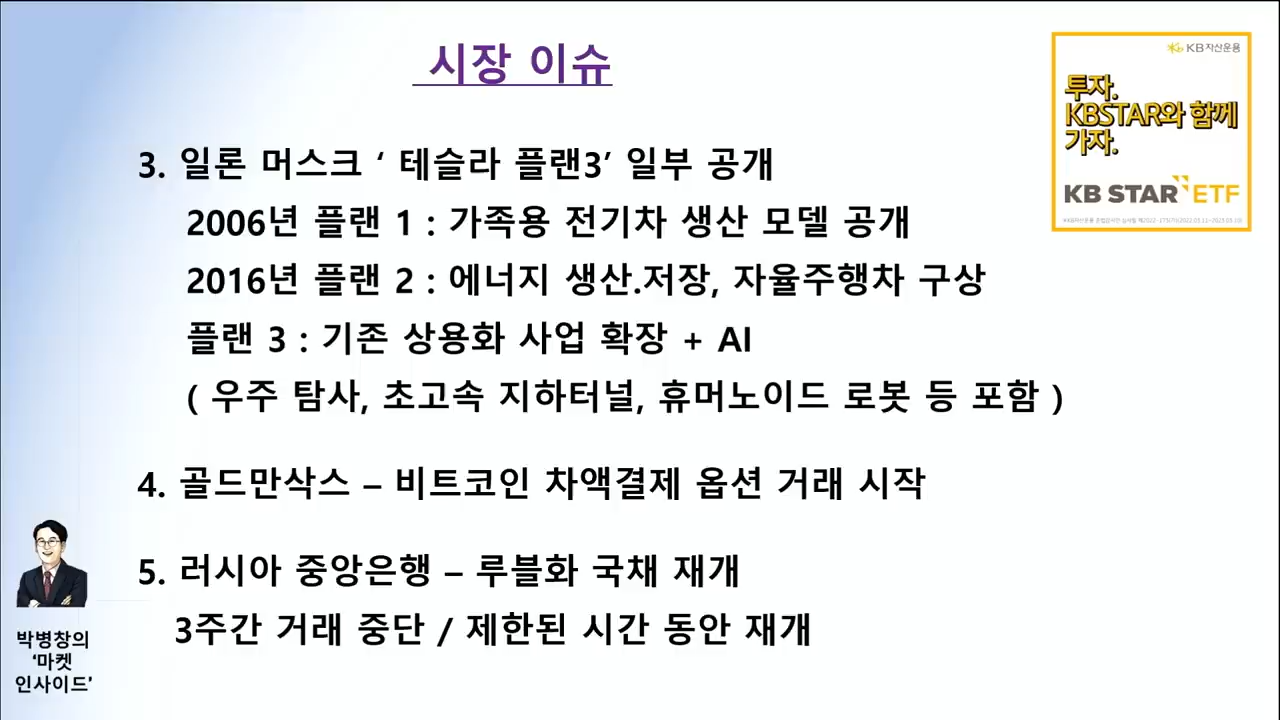 시장 이슈
KB자산운용
투자.
KBSTAR와 함께
가자.
KB STAR ETF
3. 일론 머스크 ‘ 테슬라 플랜3’ 일부 공개
2006년 플랜 1 : 가족용 전기차 생산 모델 공개
2016년 플랜 2 : 에너지 생산.저장, 자율주행차 구상
플랜 3 : 기존 상용화 사업 확장 + AI
( 우주 탐사, 초고속 지하터널, 휴머노이드 로봇 등 포함 )
4. 골드만삭스 – 비트코인 차액결제 옵션 거래 시작
5. 러시아 중앙은행 – 루블화 국채 재개
3주간 거래 중단 / 제한된 시간 동안 재개
박병창의
‘마켓
인사이드’